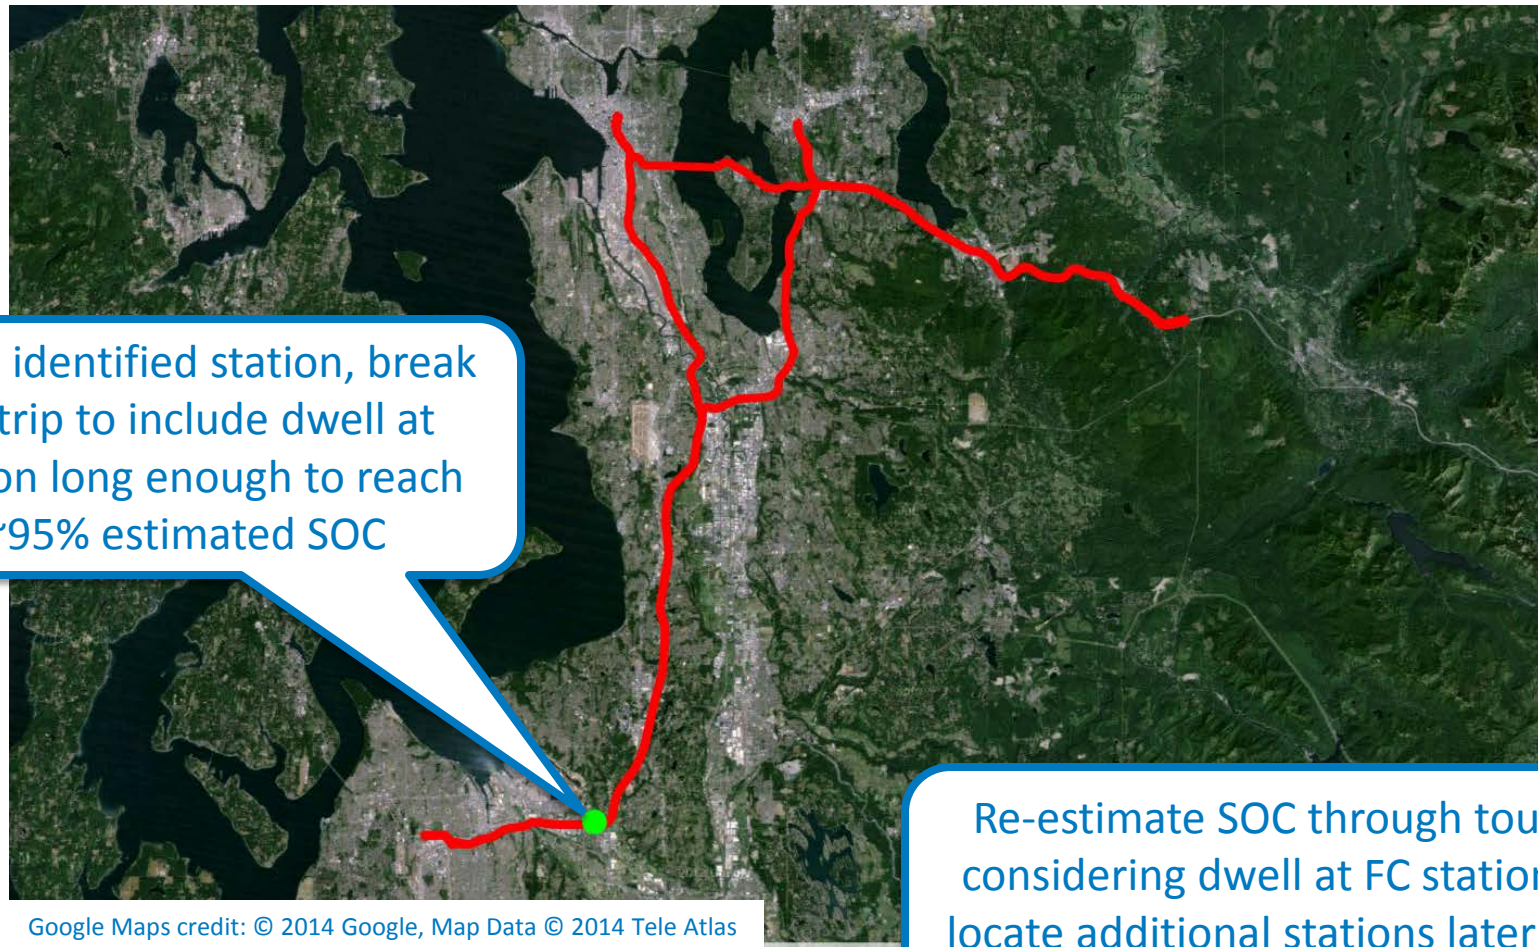 identified station, break
trip to include dwell at
on long enough to reach
95% estimated SOC
Re-estimate SOC through tou
considering dwell at FC station
locate additional stations later
Google Maps credit: © 2014 Google, Map Data © 2014 Tele Atlas